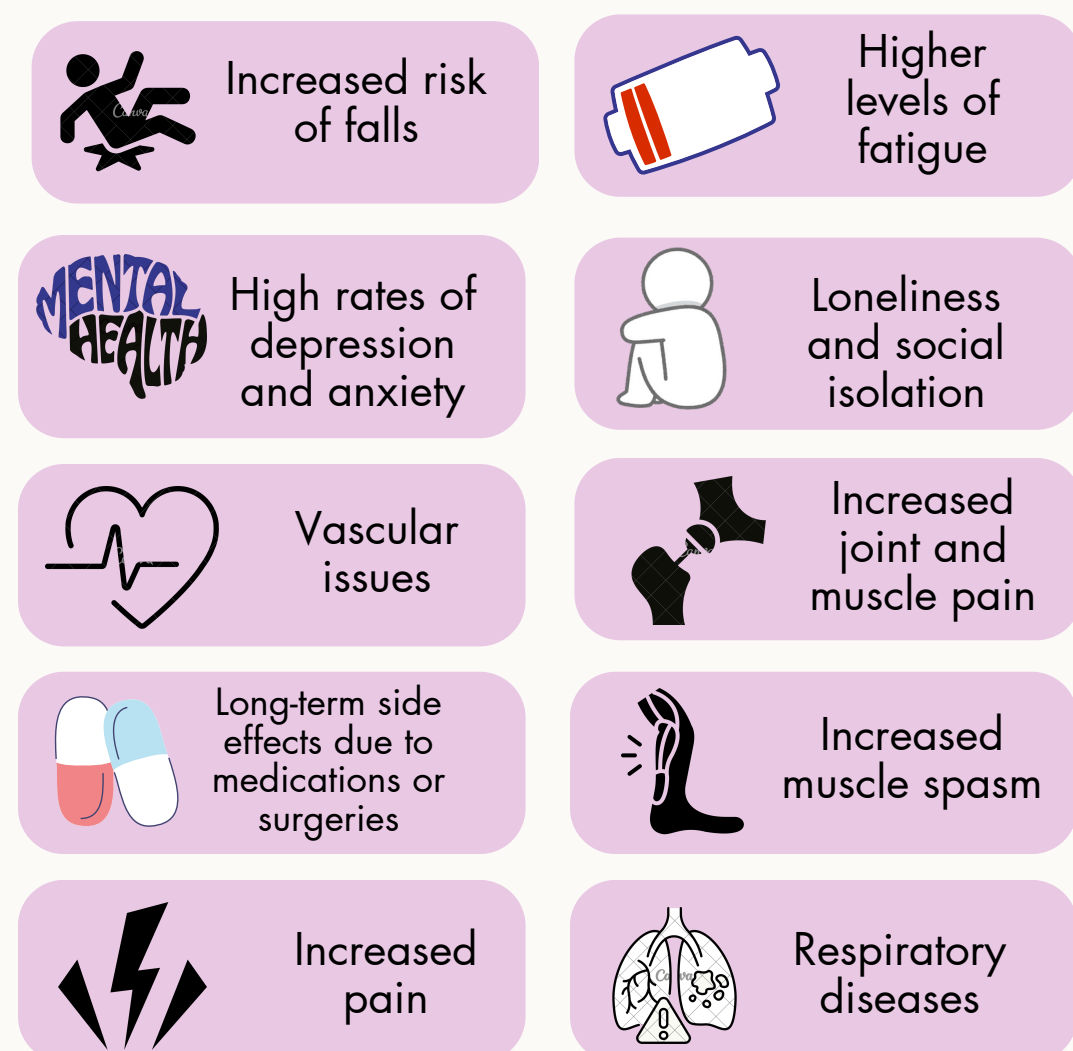 Increased risk
of falls
Higher
levels of
fatigue
MENTAL
HEALTH
High rates of
depression
and anxiety
Loneliness
and social
isolation
Vascular
issues
Increased
joint and
muscle pain
Long-term side
effects due to
medications or
surgeries
Increased
muscle spasm
Increased
pain
Respiratory
diseases
Canva
Canva